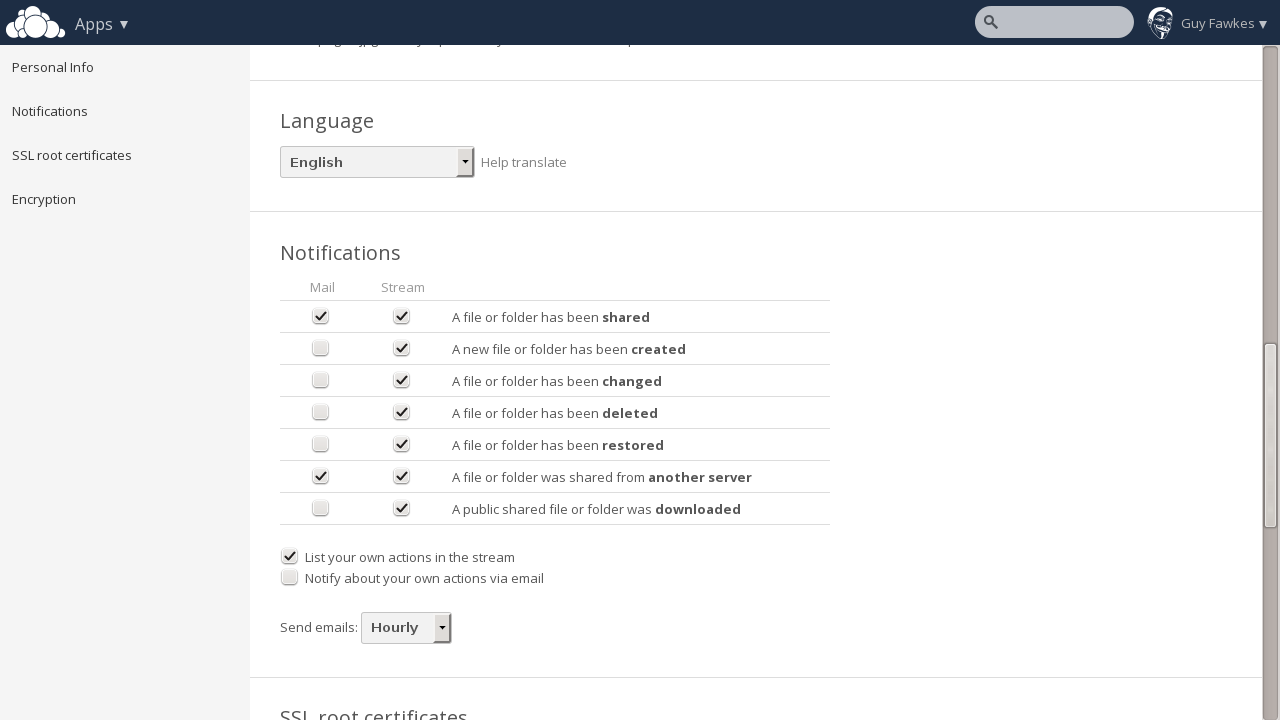 Apps ▼
Guy Fawkes ▼
Personal Info
Notifications
SSL root certificates
Encryption
Language
English
Help translate
Notifications
Mail Stream
A file or folder has been shared
A new file or folder has been created
A file or folder has been changed
A file or folder has been deleted
A file or folder has been restored
A file or folder was shared from another server
A public shared file or folder was downloaded
List your own actions in the stream
Notify about your own actions via email
Send emails: Hourly
SSL root certificates